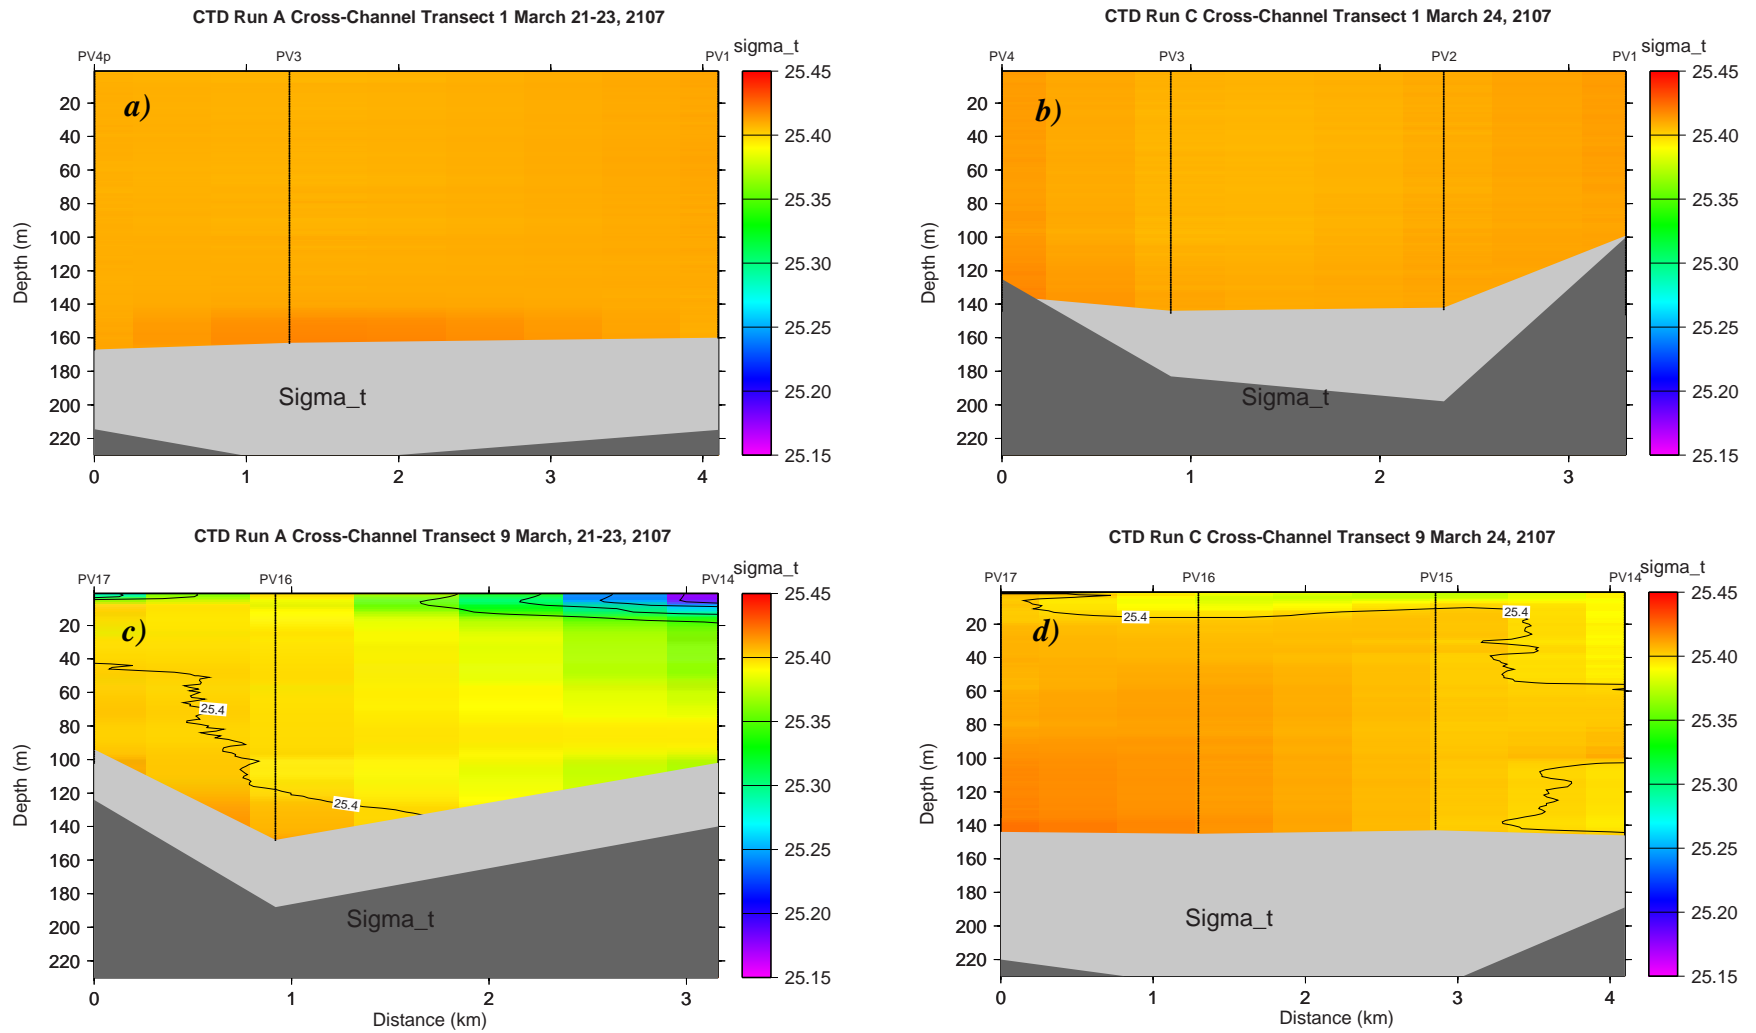 CTD Run A Cross-Channel Transect 1 March 21-23, 2107
PV4p PV3 PV1 sigma_t
a)
Depth (m)
20
40
60
80
100
120
140
160
180
200
220
Sigma_t
0 1 2 3 4
25.45
25.40
25.35
25.30
25.25
25.20
25.15
CTD Run C Cross-Channel Transect 1 March 24, 2107
PV4 PV3 PV2 PV1 sigma_t
b)
Depth (m)
20
40
60
80
100
120
140
160
180
200
220
Sigma_t
0 1 2 3
25.45
25.40
25.35
25.30
25.25
25.20
25.15
CTD Run A Cross-Channel Transect 9 March, 21-23, 2107
PV17 PV16 PV14 sigma_t
c)
Depth (m)
20
40
60
80
100
120
140
160
180
200
220
25.4
25.4
Sigma_t
0 1 2 3
Distance (km)
25.45
25.40
25.35
25.30
25.25
25.20
25.15
CTD Run C Cross-Channel Transect 9 March 24, 2107
PV17 PV16 PV15 PV14 sigma_t
25.4 25.4
d)
Depth (m)
20
40
60
80
100
120
140
160
180
200
220
Sigma_t
0 1 2 3 4
Distance (km)
25.45
25.40
25.35
25.30
25.25
25.20
25.15